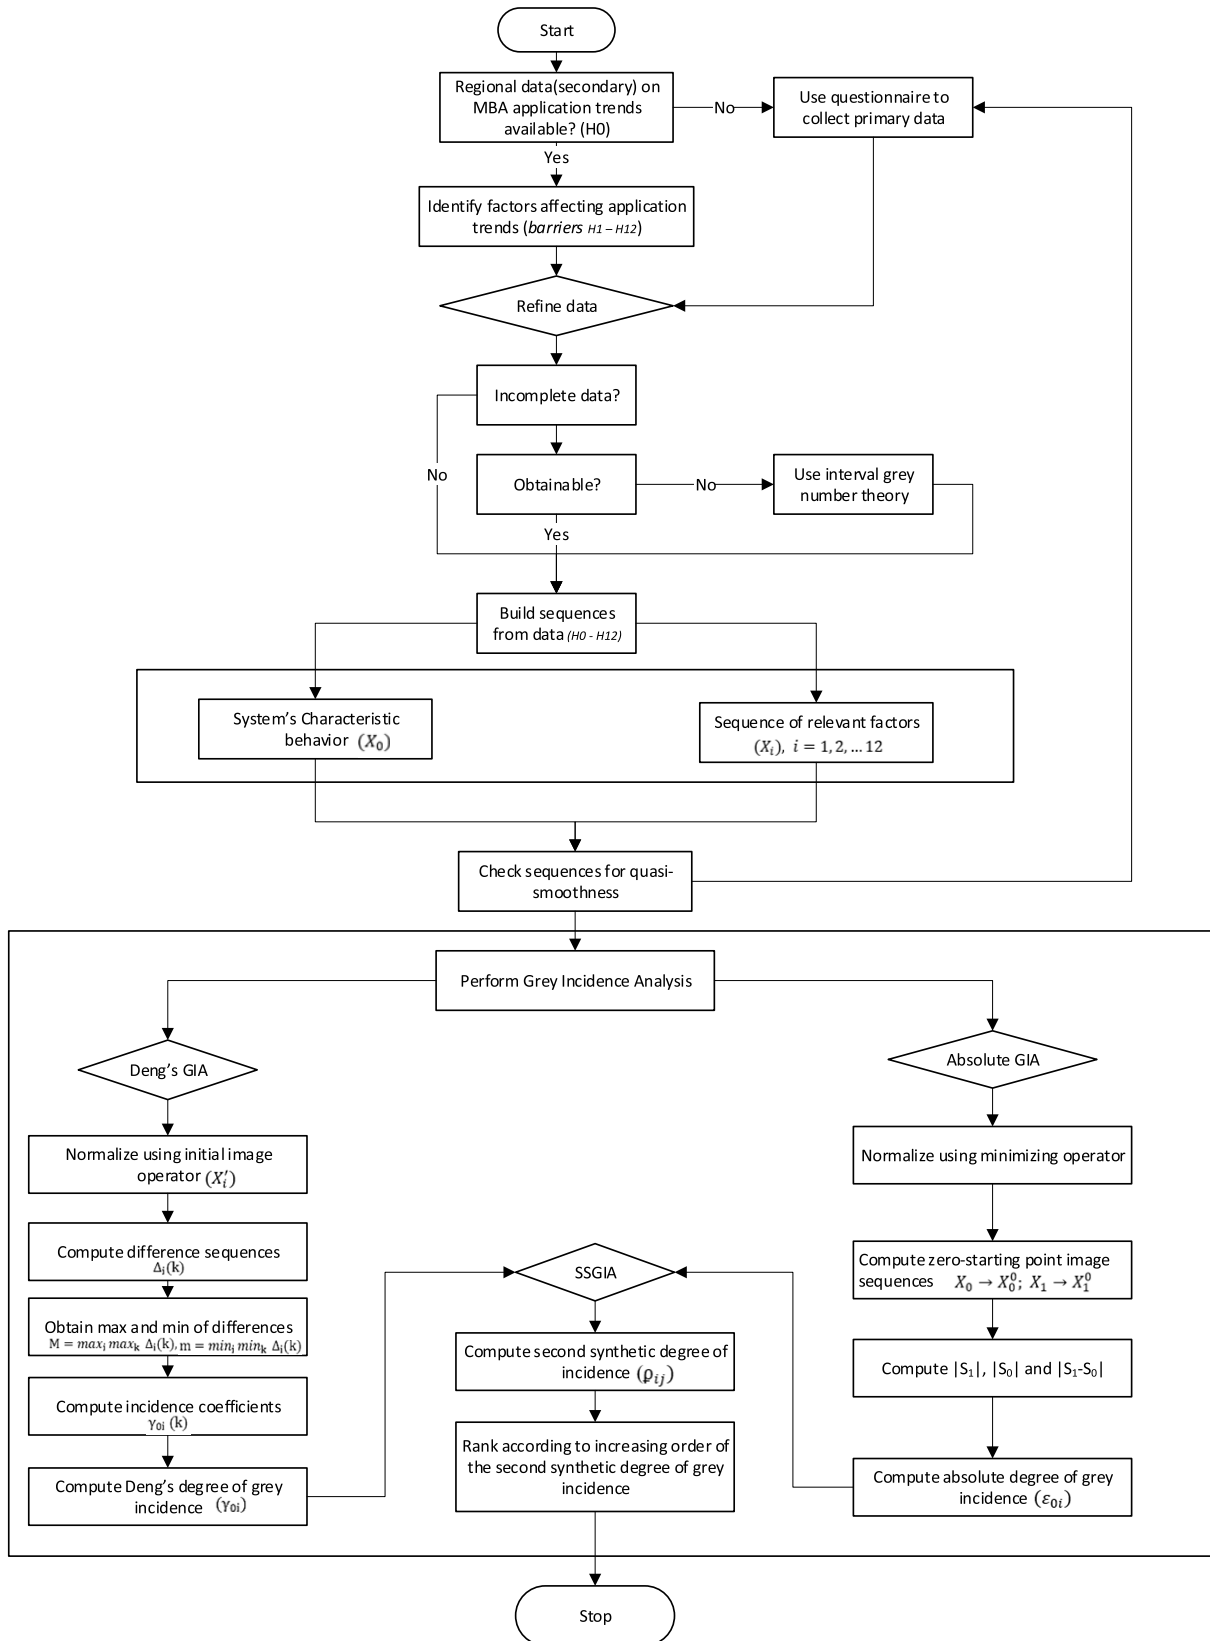 Start
Regional data(secondary) on
MBA application trends
available? (H0)
No
Use questionnaire to
collect primary data
Yes
Identify factors affecting application
trends (barriers H1 – H12)
Refine data
Incomplete data?
No
Obtainable?
No
Use interval grey
number theory
Yes
Build sequences
from data (H0 - H12)
System's Characteristic
behavior (X₀)
Sequence of relevant factors
(Xᵢ), i = 1, 2, … 12
Check sequences for quasi-
smoothness
Perform Grey Incidence Analysis
Deng's GIA
Normalize using initial image
operator (X′ᵢ)
Compute difference sequences
Δᵢ(k)
Obtain max and min of differences
M = maxᵢ maxₖ Δᵢ(k), m = minᵢ minₖ Δᵢ(k)
Compute incidence coefficients
γ₀ᵢ (k)
Compute Deng's degree of grey
incidence (γ₀ᵢ)
Absolute GIA
Normalize using minimizing operator
Compute zero-starting point image
sequences X₀ → X₀⁰; X₁ → X₁⁰
Compute |S₁|, |S₀| and |S₁-S₀|
Compute absolute degree of grey
incidence (ε₀ᵢ)
SSGIA
Compute second synthetic degree of
incidence (ρᵢⱼ)
Rank according to increasing order of
the second synthetic degree of grey
incidence
Stop